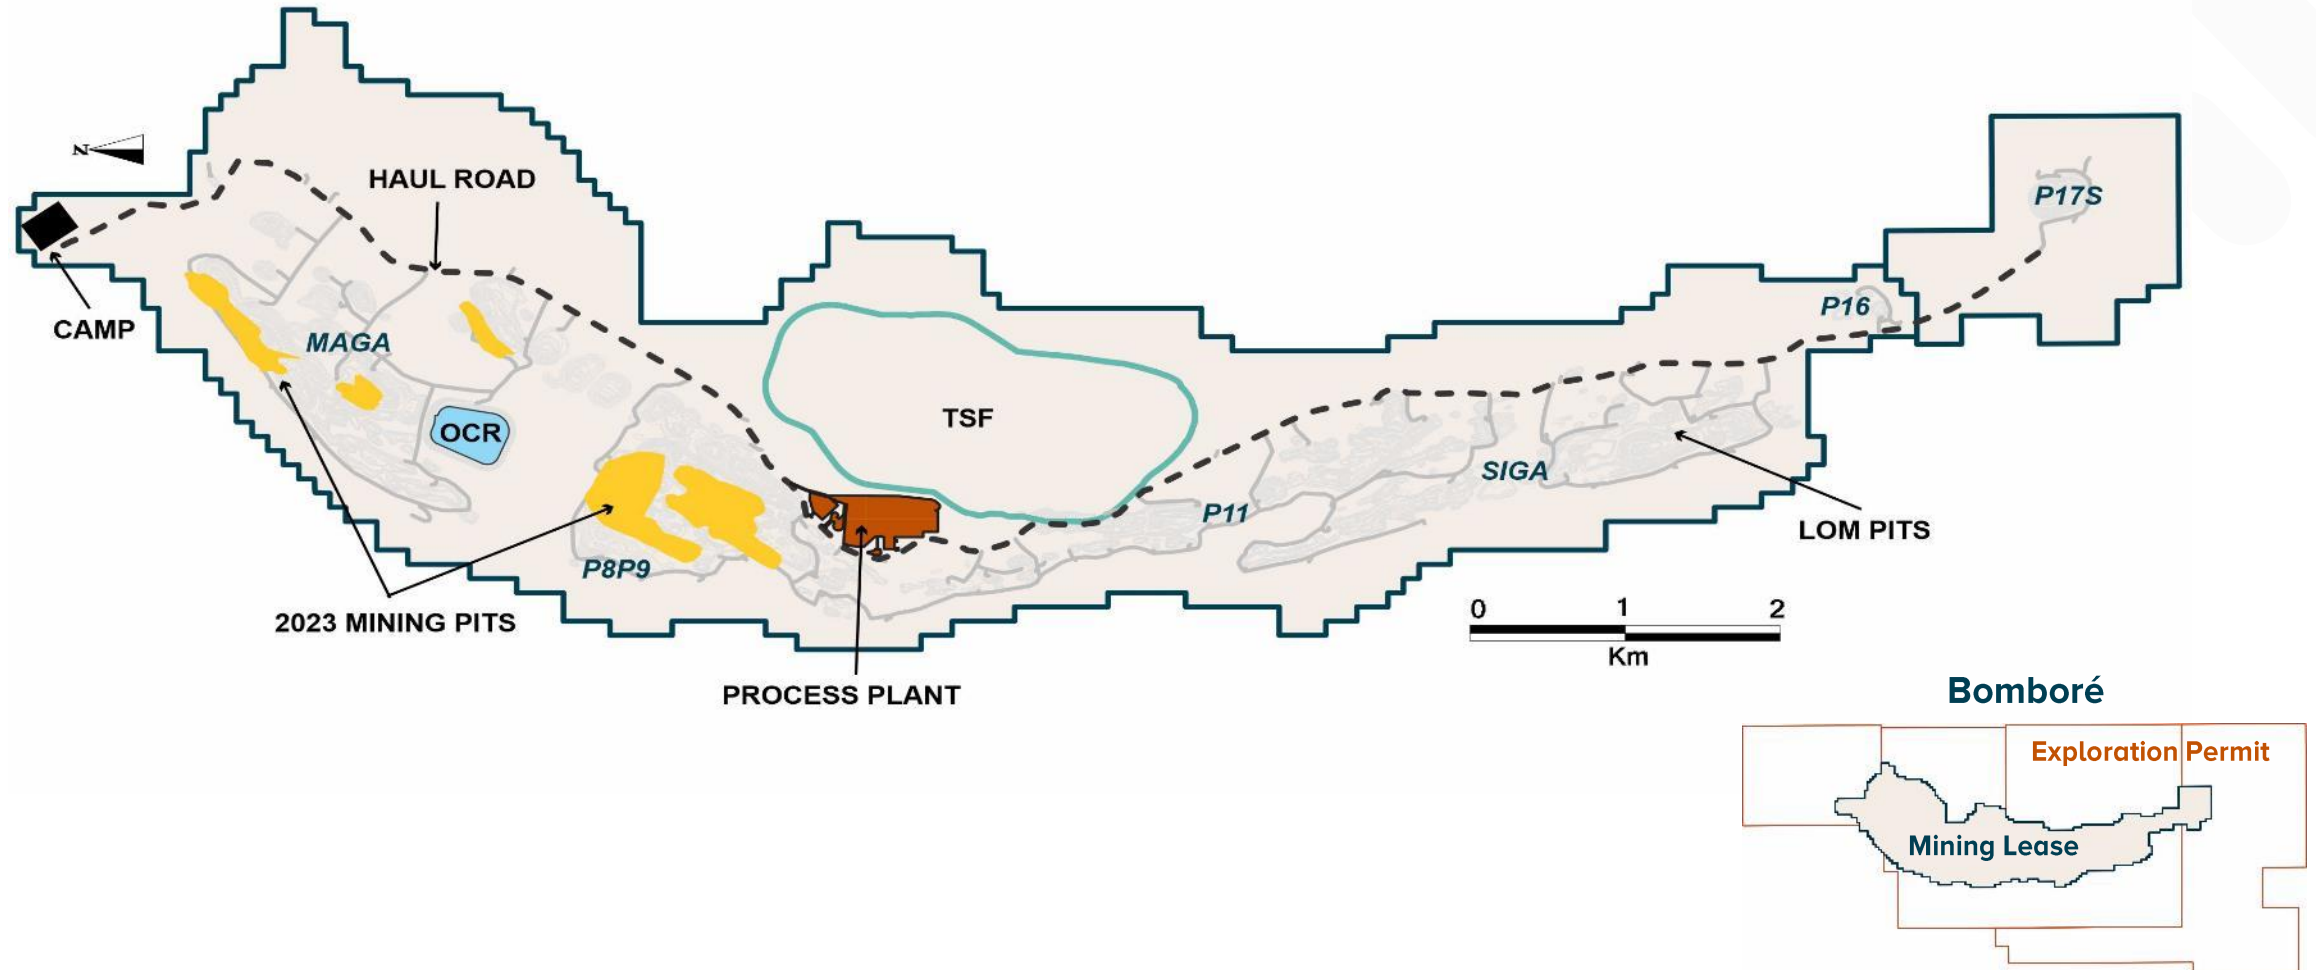 N
HAUL ROAD
P17S
CAMP
MAGA
P16
TSF
OCR
SIGA
P11
LOM PITS
P8P9
2023 MINING PITS
0 1 2
Km
PROCESS PLANT
Bomboré
Exploration Permit
Mining Lease